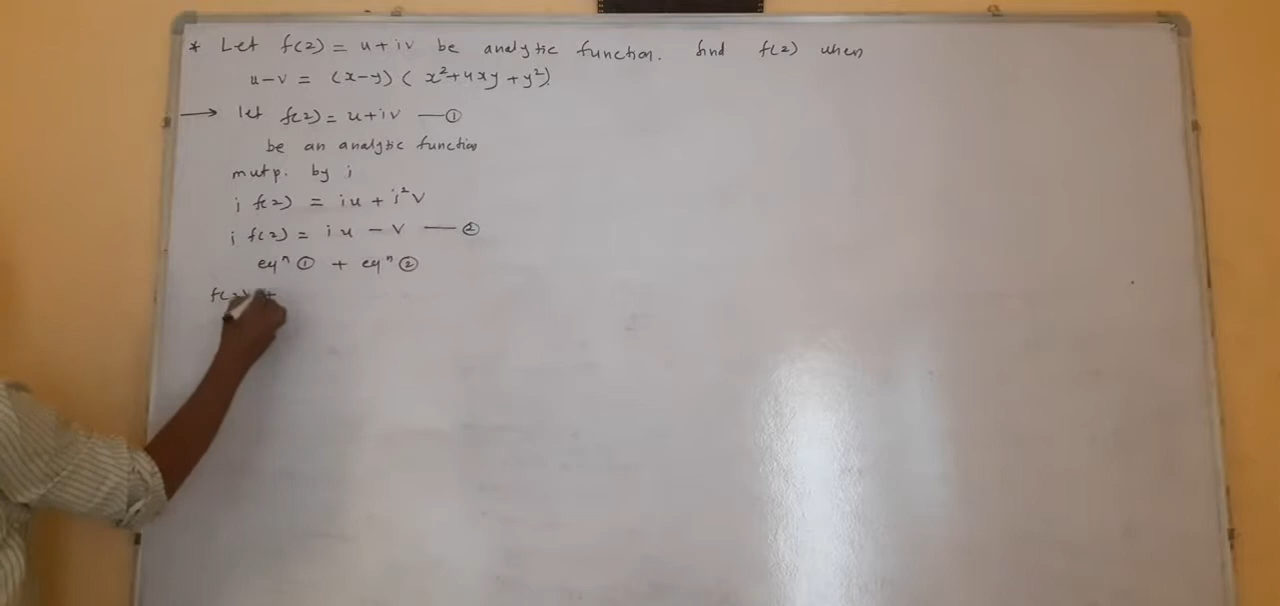 * Let f(z) = u + iv be analytic function. find f(z) when
u - v = (x-y) ( x²+4xy + y²).
→ let f(z) = u + iv — ①
be an analytic function
mutp. by i
i f(z) = iu + i²v
i f(z) = iu - v — ②
eqⁿ ① + eqⁿ ②
f(z) +